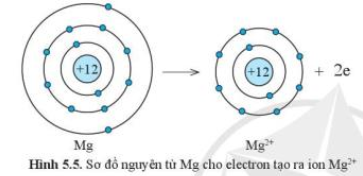 +12 +12 + 2e
Mg Mg²⁺
Hình 5.5. Sơ đồ nguyên tử Mg cho electron tạo ra ion Mg²⁺